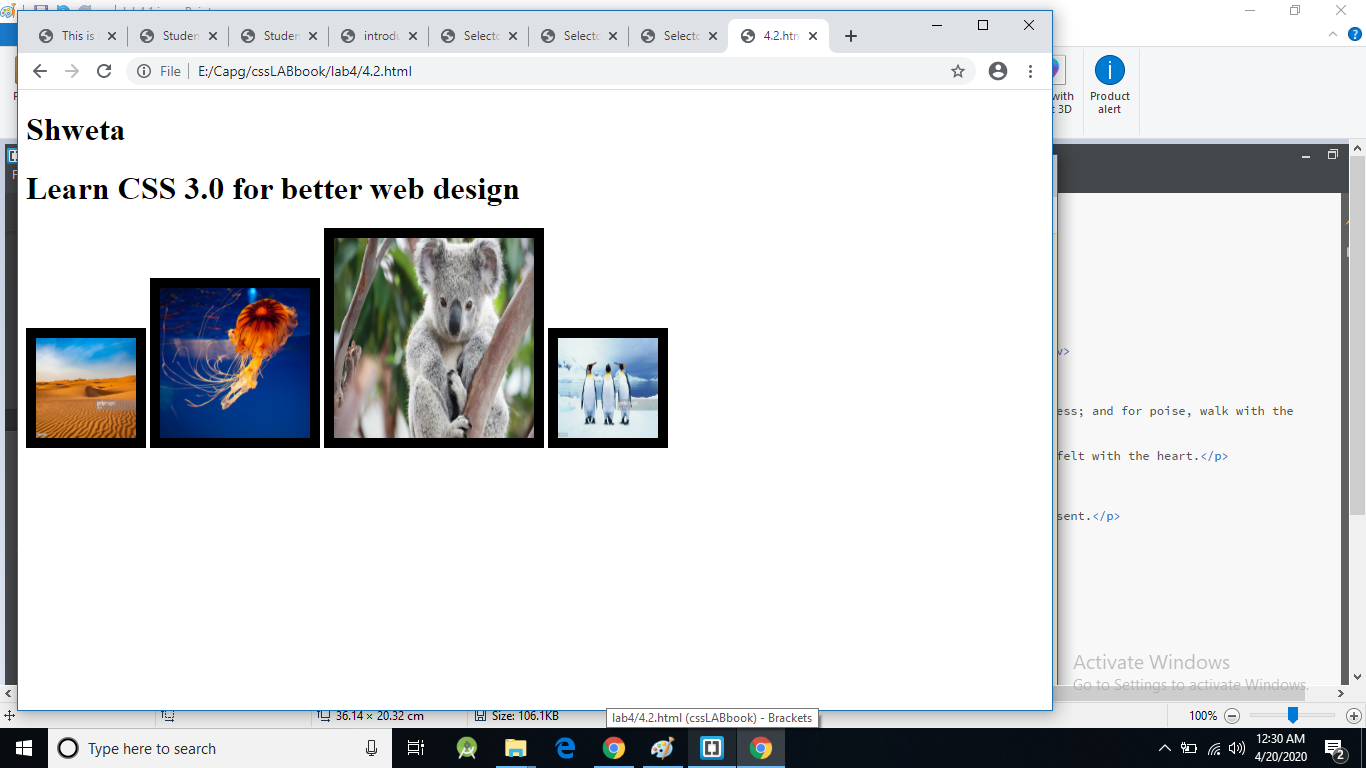 This is
Studen
Studen
introdu
Selecto
Selecto
Selecto
4.2.htm
File
E:/Capg/cssLABbook/lab4/4.2.html
Shweta
Learn CSS 3.0 for better web design
with
t 3D
Product
alert
v>
ess; and for poise, walk with the
felt with the heart.</p>
sent.</p>
Activate Windows
Go to Settings to activate Windows.
36.14 × 20.32 cm
Size: 106.1KB
100%
lab4/4.2.html (cssLABbook) - Brackets
Type here to search
12:30 AM
4/20/2020
2